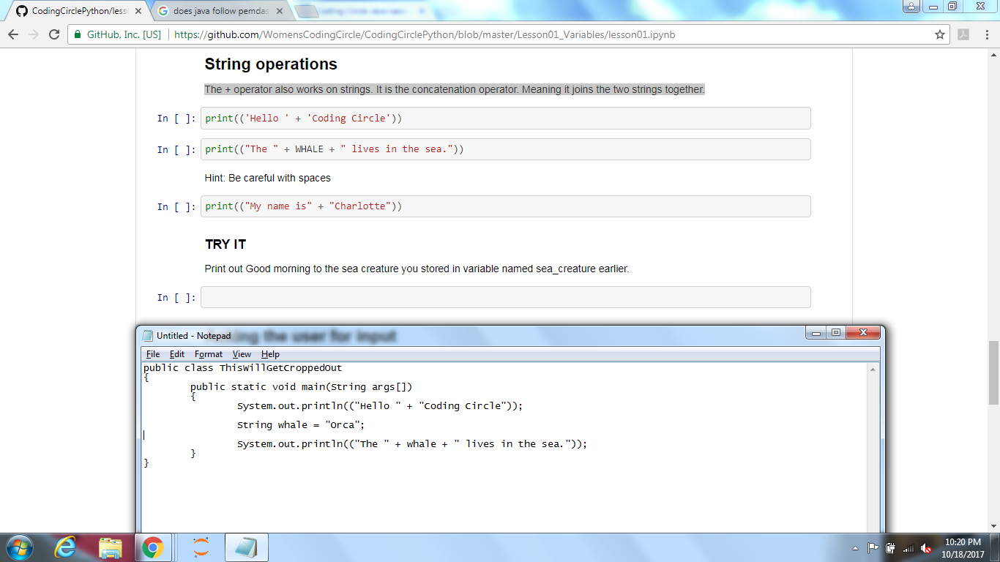 CodingCirclePython/less
does java follow pemdas
GitHub, Inc. [US]
https://github.com/WomensCodingCircle/CodingCirclePython/blob/master/Lesson01_Variables/lesson01.ipynb
String operations
The + operator also works on strings. It is the concatenation operator. Meaning it joins the two strings together.
In [ ]: print(('Hello ' + 'Coding Circle'))
In [ ]: print(("The " + WHALE + " lives in the sea."))
Hint: Be careful with spaces
In [ ]: print(("My name is" + "Charlotte"))
TRY IT
Print out Good morning to the sea creature you stored in variable named sea_creature earlier.
In [ ]:
the user for input
Untitled - Notepad
File Edit Format View Help
public class ThisWillGetCroppedOut
{
public static void main(String args[])
{
System.out.println(("Hello " + "Coding Circle"));
String whale = "Orca";
System.out.println(("The " + whale + " lives in the sea."));
}
}
10:20 PM
10/18/2017